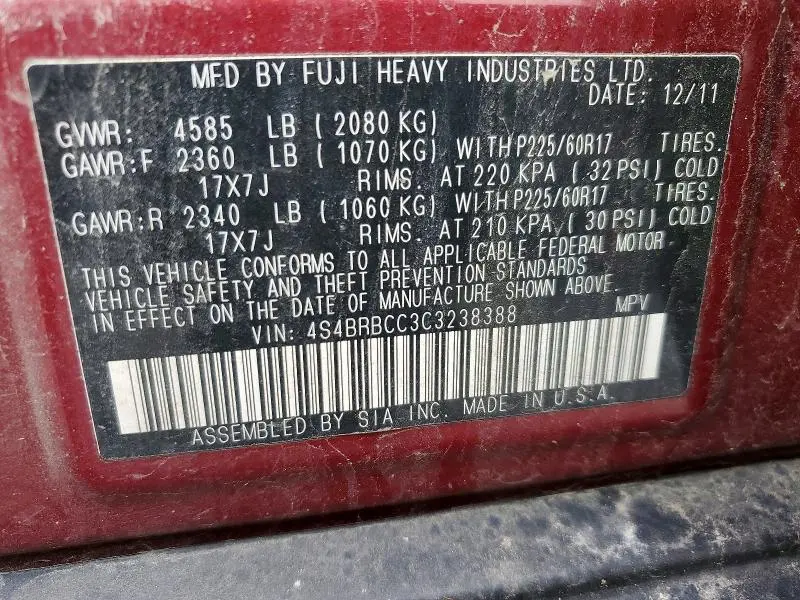 MFD BY FUJI HEAVY INDUSTRIES LTD.
DATE: 12/11
GVWR: 4585 LB ( 2080 KG)
GAWR:F 2360 LB ( 1070 KG) WITH P225/60R17 TIRES.
17X7J RIMS. AT 220 KPA ( 32 PSI) COLD
GAWR:R 2340 LB ( 1060 KG) WITH P225/60R17 TIRES.
17X7J RIMS. AT 210 KPA ( 30 PSI) COLD
THIS VEHICLE CONFORMS TO ALL APPLICABLE FEDERAL MOTOR
VEHICLE SAFETY AND THEFT PREVENTION STANDARDS
IN EFFECT ON THE DATE OF MANUFACTURE SHOWN ABOVE.
VIN: 4S4BRBCC3C3238388 MPV
ASSEMBLED BY SIA INC. MADE IN U.S.A.